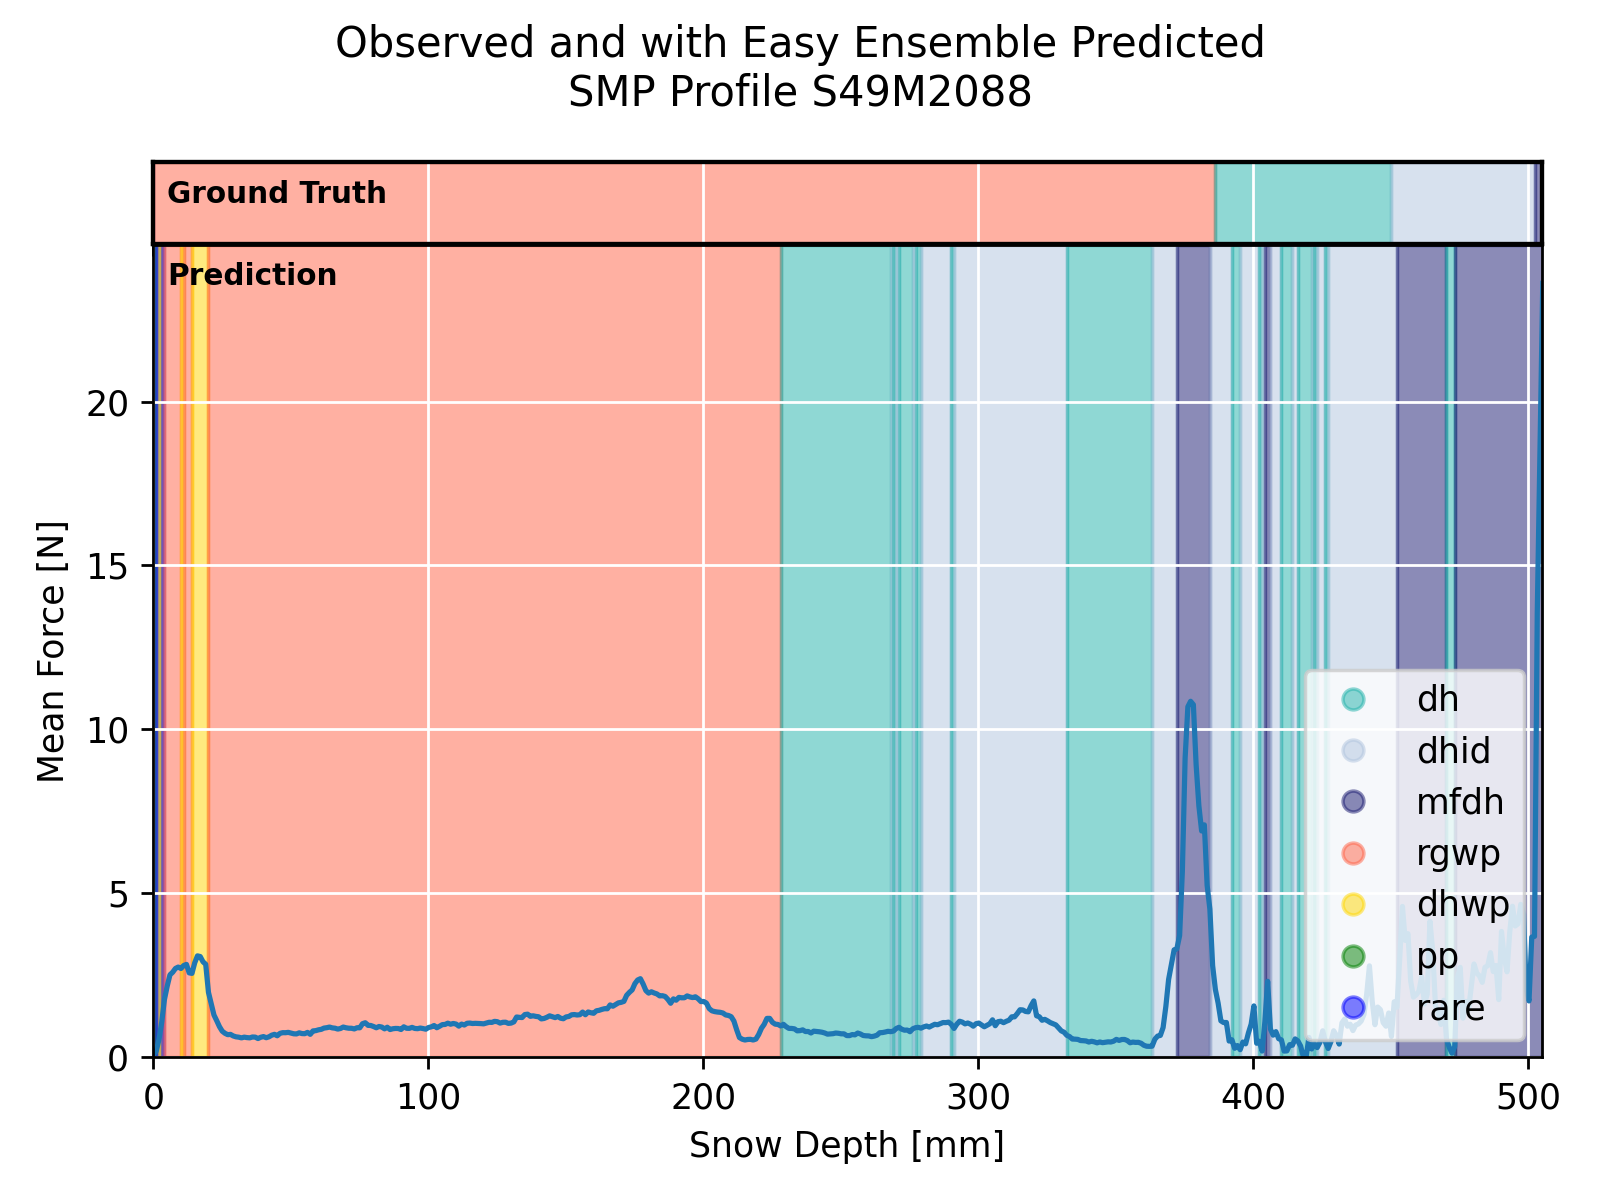 Observed and with Easy Ensemble Predicted
SMP Profile S49M2088
Ground Truth
Prediction
Mean Force [N]
20
15
10
5
0
dh
dhid
mfdh
rgwp
dhwp
pp
rare
0 100 200 300 400 500
Snow Depth [mm]